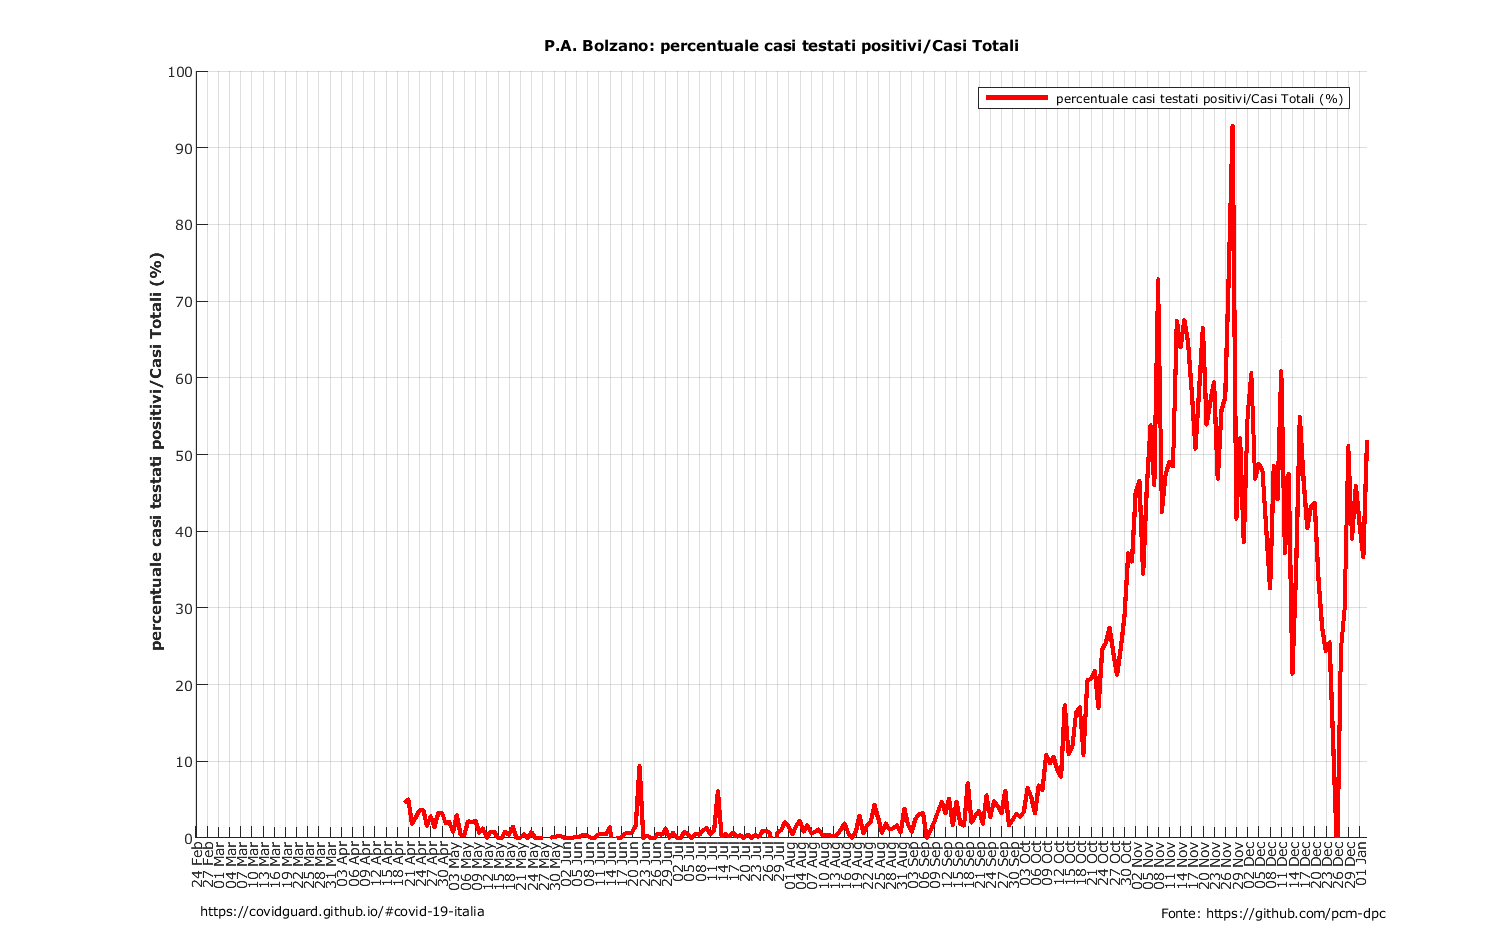 P.A. Bolzano: percentuale casi testati positivi/Casi Totali
percentuale casi testati positivi/Casi Totali (%)
percentuale casi testati positivi/Casi Totali (%)
100
90
80
70
60
50
40
30
20
10
0
24 Feb
27 Feb
01 Mar
04 Mar
07 Mar
10 Mar
13 Mar
16 Mar
19 Mar
22 Mar
25 Mar
28 Mar
31 Mar
03 Apr
06 Apr
09 Apr
12 Apr
15 Apr
18 Apr
21 Apr
24 Apr
27 Apr
30 Apr
03 May
06 May
09 May
12 May
15 May
18 May
21 May
24 May
27 May
30 May
02 Jun
05 Jun
08 Jun
11 Jun
14 Jun
17 Jun
20 Jun
23 Jun
26 Jun
29 Jun
02 Jul
05 Jul
08 Jul
11 Jul
14 Jul
17 Jul
20 Jul
23 Jul
26 Jul
29 Jul
01 Aug
04 Aug
07 Aug
10 Aug
13 Aug
16 Aug
19 Aug
22 Aug
25 Aug
28 Aug
31 Aug
03 Sep
06 Sep
09 Sep
12 Sep
15 Sep
18 Sep
21 Sep
24 Sep
27 Sep
30 Sep
03 Oct
06 Oct
09 Oct
12 Oct
15 Oct
18 Oct
21 Oct
24 Oct
27 Oct
30 Oct
02 Nov
05 Nov
08 Nov
11 Nov
14 Nov
17 Nov
20 Nov
23 Nov
26 Nov
29 Nov
02 Dec
05 Dec
08 Dec
11 Dec
14 Dec
17 Dec
20 Dec
23 Dec
26 Dec
29 Dec
01 Jan
https://covidguard.github.io/#covid-19-italia
Fonte: https://github.com/pcm-dpc